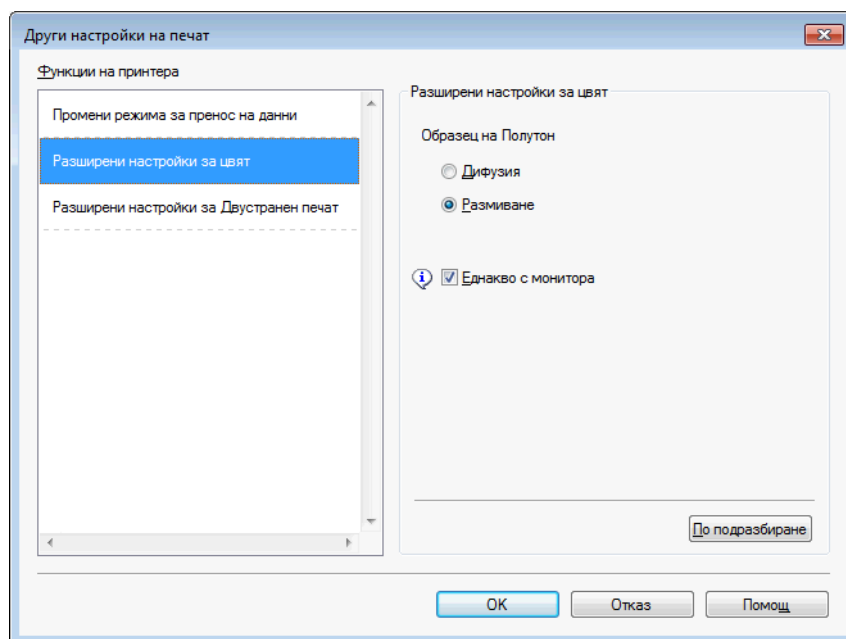 Други настройки на печат
Функции на принтера
Промени режима за пренос на данни
Разширени настройки за цвят
Разширени настройки за Двустранен печат
Разширени настройки за цвят
Образец на Полутон
Дифузия
Размиване
Еднакво с монитора
По подразбиране
OK
Отказ
Помощ